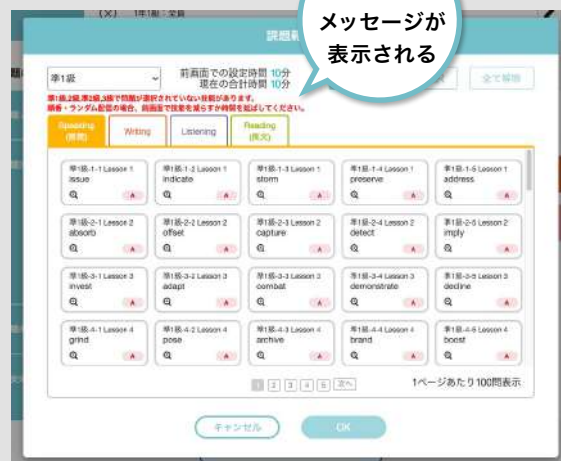 (×) 1年1組：全員
メッセージが
表示される
準1級
前画面での設定時間 10分
現在の合計時間 10分
全て解除
準1級,2級,準2級,3級で問題が選択されていない技能があります。
順番・ランダム配信の場合、前画面で技能を減らすか時間を延ばしてください。
Speaking
(瞬間)
Writing
Listening
Reading
(長文)
準1級-1-1 Lesson 1
issue
A
準1級-1-2 Lesson 1
indicate
A
準1級-1-3 Lesson 1
storm
A
準1級-1-4 Lesson 1
preserve
A
準1級-1-5 Lesson 1
address
A
準1級-2-1 Lesson 2
absorb
A
準1級-2-2 Lesson 2
offset
A
準1級-2-3 Lesson 2
capture
A
準1級-2-4 Lesson 2
detect
A
準1級-2-5 Lesson 2
imply
A
準1級-3-1 Lesson 3
invest
A
準1級-3-2 Lesson 3
adapt
A
準1級-3-3 Lesson 3
combat
A
準1級-3-4 Lesson 3
demonstrate
A
準1級-3-5 Lesson 3
decline
A
準1級-4-1 Lesson 4
grind
A
準1級-4-2 Lesson 4
pose
A
準1級-4-3 Lesson 4
archive
A
準1級-4-4 Lesson 4
brand
A
準1級-4-5 Lesson 4
boost
A
1 2 3 4 5 次へ
1ページあたり100問表示
キャンセル
OK